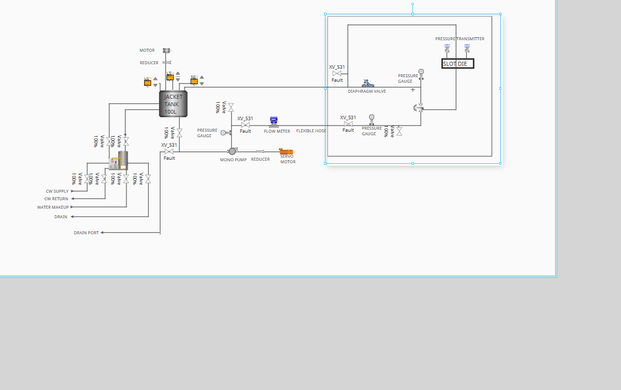 PRESSURE TRANSMITTER
MOTOR
REDUCER
SLOT DIE
XV_S31
PRESSURE
GAUGE
DIAPHRAGM VALVE
JACKET
TANK
100L
XV_S31
Fault
XV_S31
Fault
PRESSURE
GAUGE
FLOW METER
FLEXIBLE HOSE
PRESSURE
GAUGE
XV_S31
Fault
MONO PUMP
REDUCER
SERVO
MOTOR
CW SUPPLY
CW RETURN
WATER MAKEUP
DRAIN
DRAIN PORT